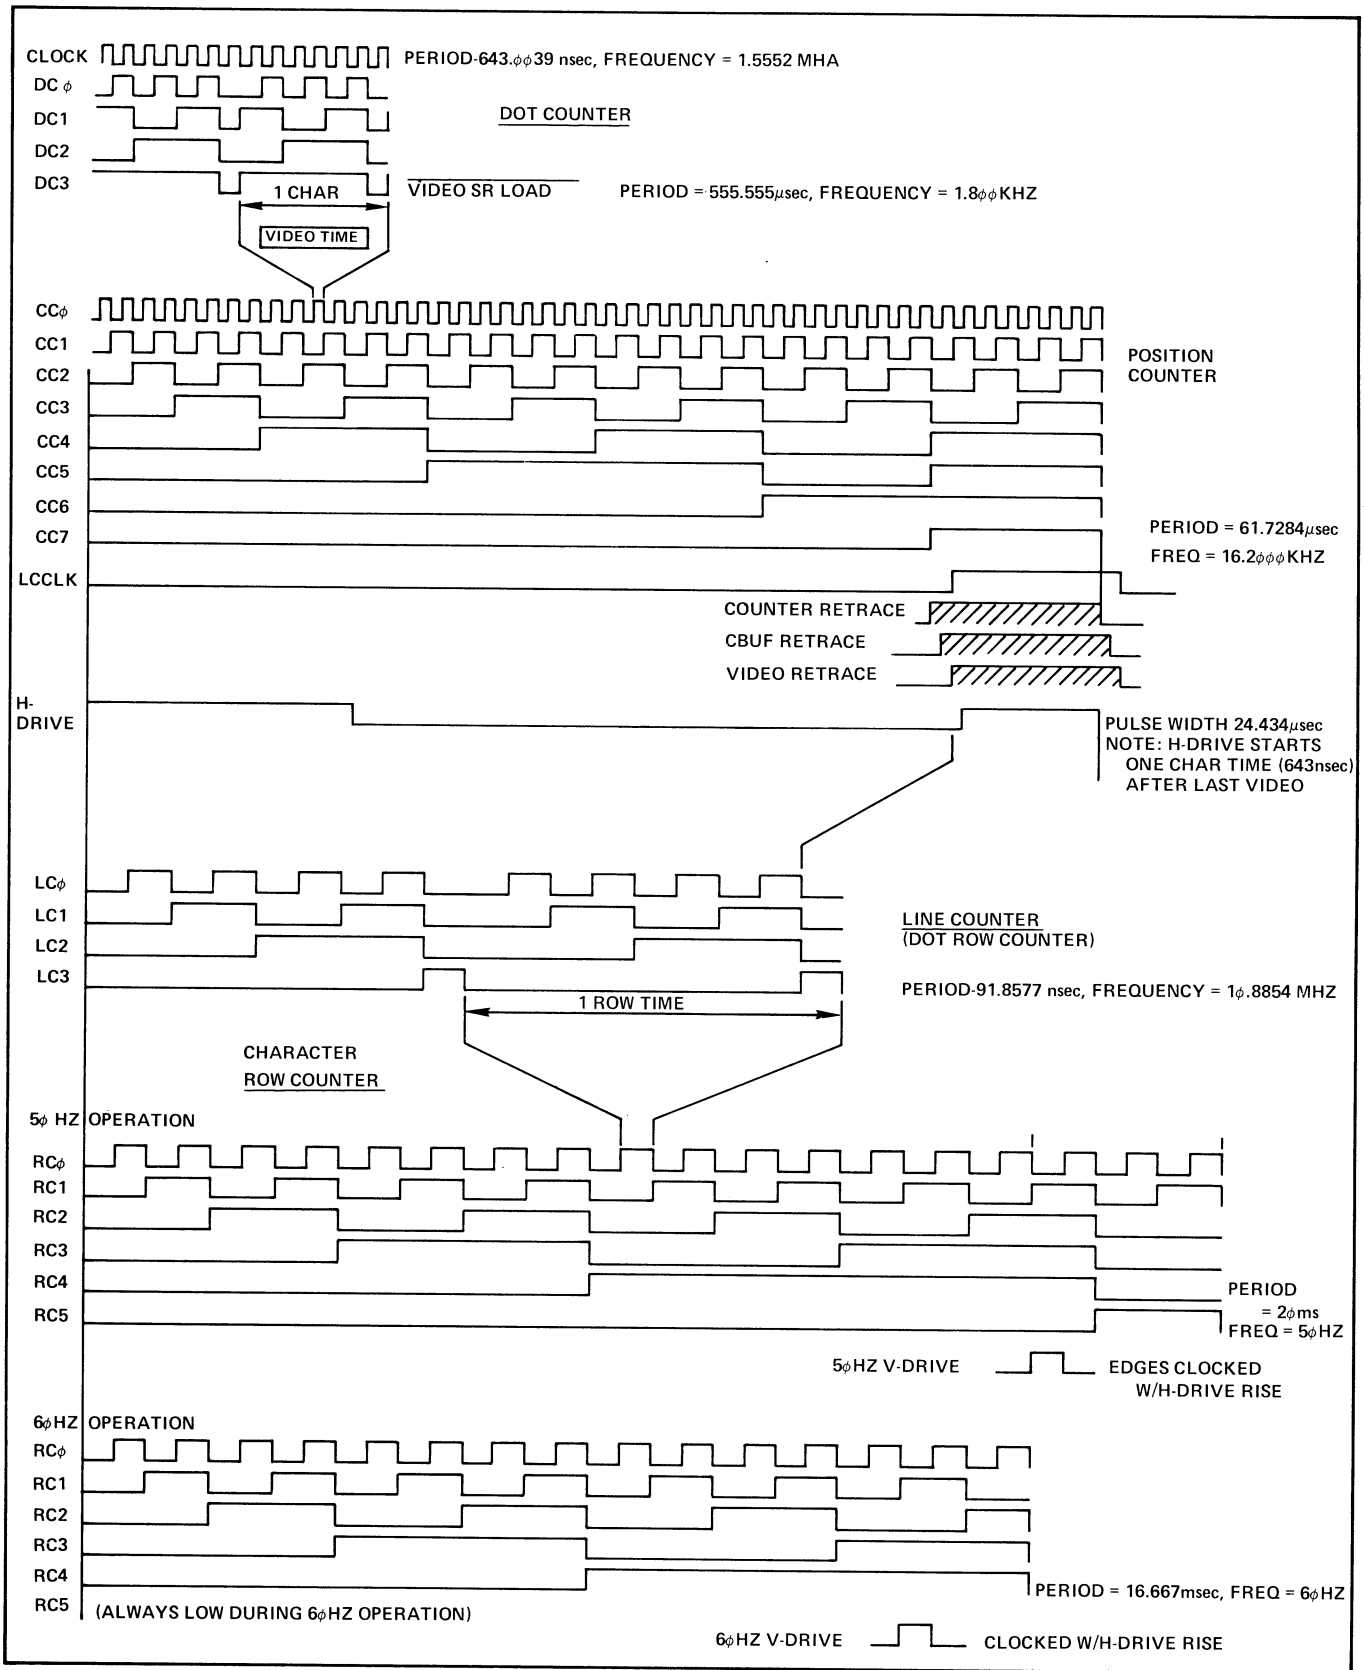 CLOCK PERIOD-643.φφ39 nsec, FREQUENCY = 1.5552 MHA
DC φ
DC1 DOT COUNTER
DC2
DC3 1 CHAR VIDEO SR LOAD PERIOD = 555.555μsec, FREQUENCY = 1.8φφKHZ
VIDEO TIME
CCφ
CC1 POSITION
CC2 COUNTER
CC3
CC4
CC5
CC6
CC7 PERIOD = 61.7284μsec
FREQ = 16.2φφφKHZ
LCCLK
COUNTER RETRACE
CBUF RETRACE
VIDEO RETRACE
H-
DRIVE PULSE WIDTH 24.434μsec
NOTE: H-DRIVE STARTS
ONE CHAR TIME (643nsec)
AFTER LAST VIDEO
LCφ
LC1 LINE COUNTER
LC2 (DOT ROW COUNTER)
LC3 PERIOD-91.8577 nsec, FREQUENCY = 1φ.8854 MHZ
1 ROW TIME
CHARACTER
ROW COUNTER
5φ HZ OPERATION
RCφ
RC1
RC2
RC3
RC4 PERIOD
= 2φms
RC5 FREQ = 5φHZ
5φHZ V-DRIVE EDGES CLOCKED
W/H-DRIVE RISE
6φHZ OPERATION
RCφ
RC1
RC2
RC3
RC4 PERIOD = 16.667msec, FREQ = 6φHZ
RC5 (ALWAYS LOW DURING 6φHZ OPERATION)
6φHZ V-DRIVE CLOCKED W/H-DRIVE RISE